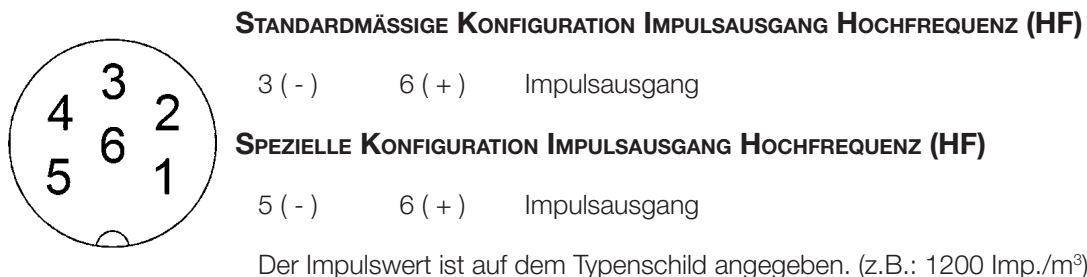 STANDARDMÄSSIGE KONFIGURATION IMPULSAUSGANG HOCHFREQUENZ (HF)
3 ( - ) 6 ( + ) Impulsausgang
SPEZIELLE KONFIGURATION IMPULSAUSGANG HOCHFREQUENZ (HF)
5 ( - ) 6 ( + ) Impulsausgang
Der Impulswert ist auf dem Typenschild angegeben. (z.B.: 1200 Imp./m³)
3
4 2
6
5 1